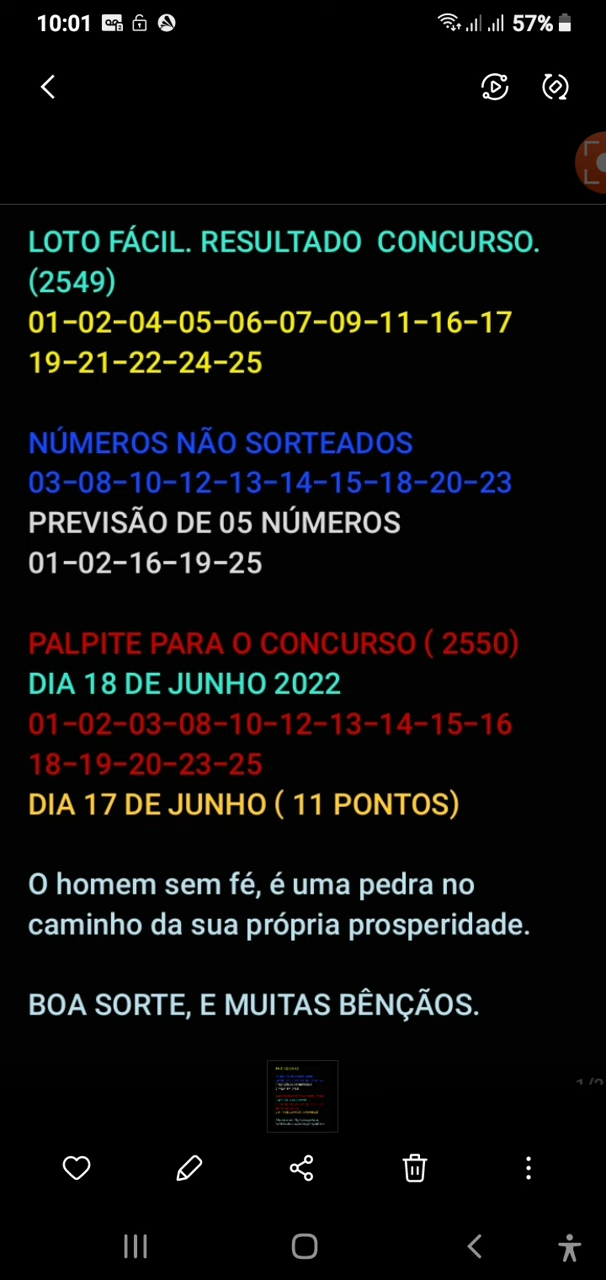 10:01
57%
LOTO FÁCIL. RESULTADO CONCURSO.
(2549)
01-02-04-05-06-07-09-11-16-17
19-21-22-24-25
NÚMEROS NÃO SORTEADOS
03-08-10-12-13-14-15-18-20-23
PREVISÃO DE 05 NÚMEROS
01-02-16-19-25
PALPITE PARA O CONCURSO ( 2550)
DIA 18 DE JUNHO 2022
01-02-03-08-10-12-13-14-15-16
18-19-20-23-25
DIA 17 DE JUNHO ( 11 PONTOS)
O homem sem fé, é uma pedra no
caminho da sua própria prosperidade.
BOA SORTE, E MUITAS BÊNÇÃOS.